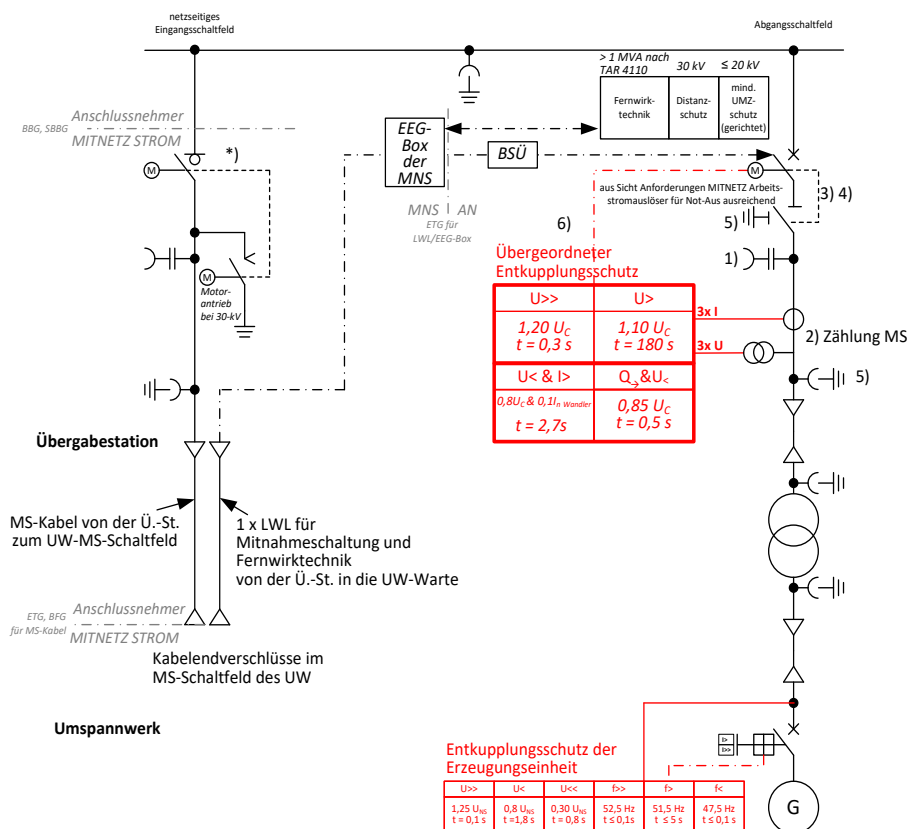 netzseitiges
Eingangsschaltfeld
Abgangsschaltfeld
> 1 MVA nach
TAR 4110
30 kV
≤ 20 kV
Fernwirk-
technik
Distanz-
schutz
mind.
UMZ-
schutz
(gerichtet)
Anschlussnehmer
BBG, SBBG
MITNETZ STROM
*)
EEG-
Box
der
MNS
BSÜ
M
M
aus Sicht Anforderungen MITNETZ Arbeits-
stromauslöser für Not-Aus ausreichend
3) 4)
MNS
AN
ETG für
LWL/EEG-Box
6)
5)
1)
M
Motor-
antrieb
bei 30-kV
Übergeordneter
Entkupplungsschutz
U>>
U>
1,20 UC
t = 0,3 s
1,10 UC
t = 180 s
3x I
3x U
2) Zählung MS
U< & I>
Q→&U<
0,8UC & 0,1In Wandler
t = 2,7s
0,85 UC
t = 0,5 s
5)
Übergabestation
MS-Kabel von der Ü.-St.
zum UW-MS-Schaltfeld
1 x LWL für
Mitnahmeschaltung und
Fernwirktechnik
von der Ü.-St. in die UW-Warte
ETG, BFG
für MS-Kabel
Anschlussnehmer
MITNETZ STROM
Kabelendverschlüsse im
MS-Schaltfeld des UW
Umspannwerk
I>
I>>
Entkupplungsschutz der
Erzeugungseinheit
U>>
U<
U<<
f>>
f>
f<
1,25 UNS
t = 0,1 s
0,8 UNS
t =1,8 s
0,30 UNS
t = 0,8 s
52,5 Hz
t ≤ 0,1s
51,5 Hz
t ≤ 5 s
47,5 Hz
t ≤ 0,1 s
G